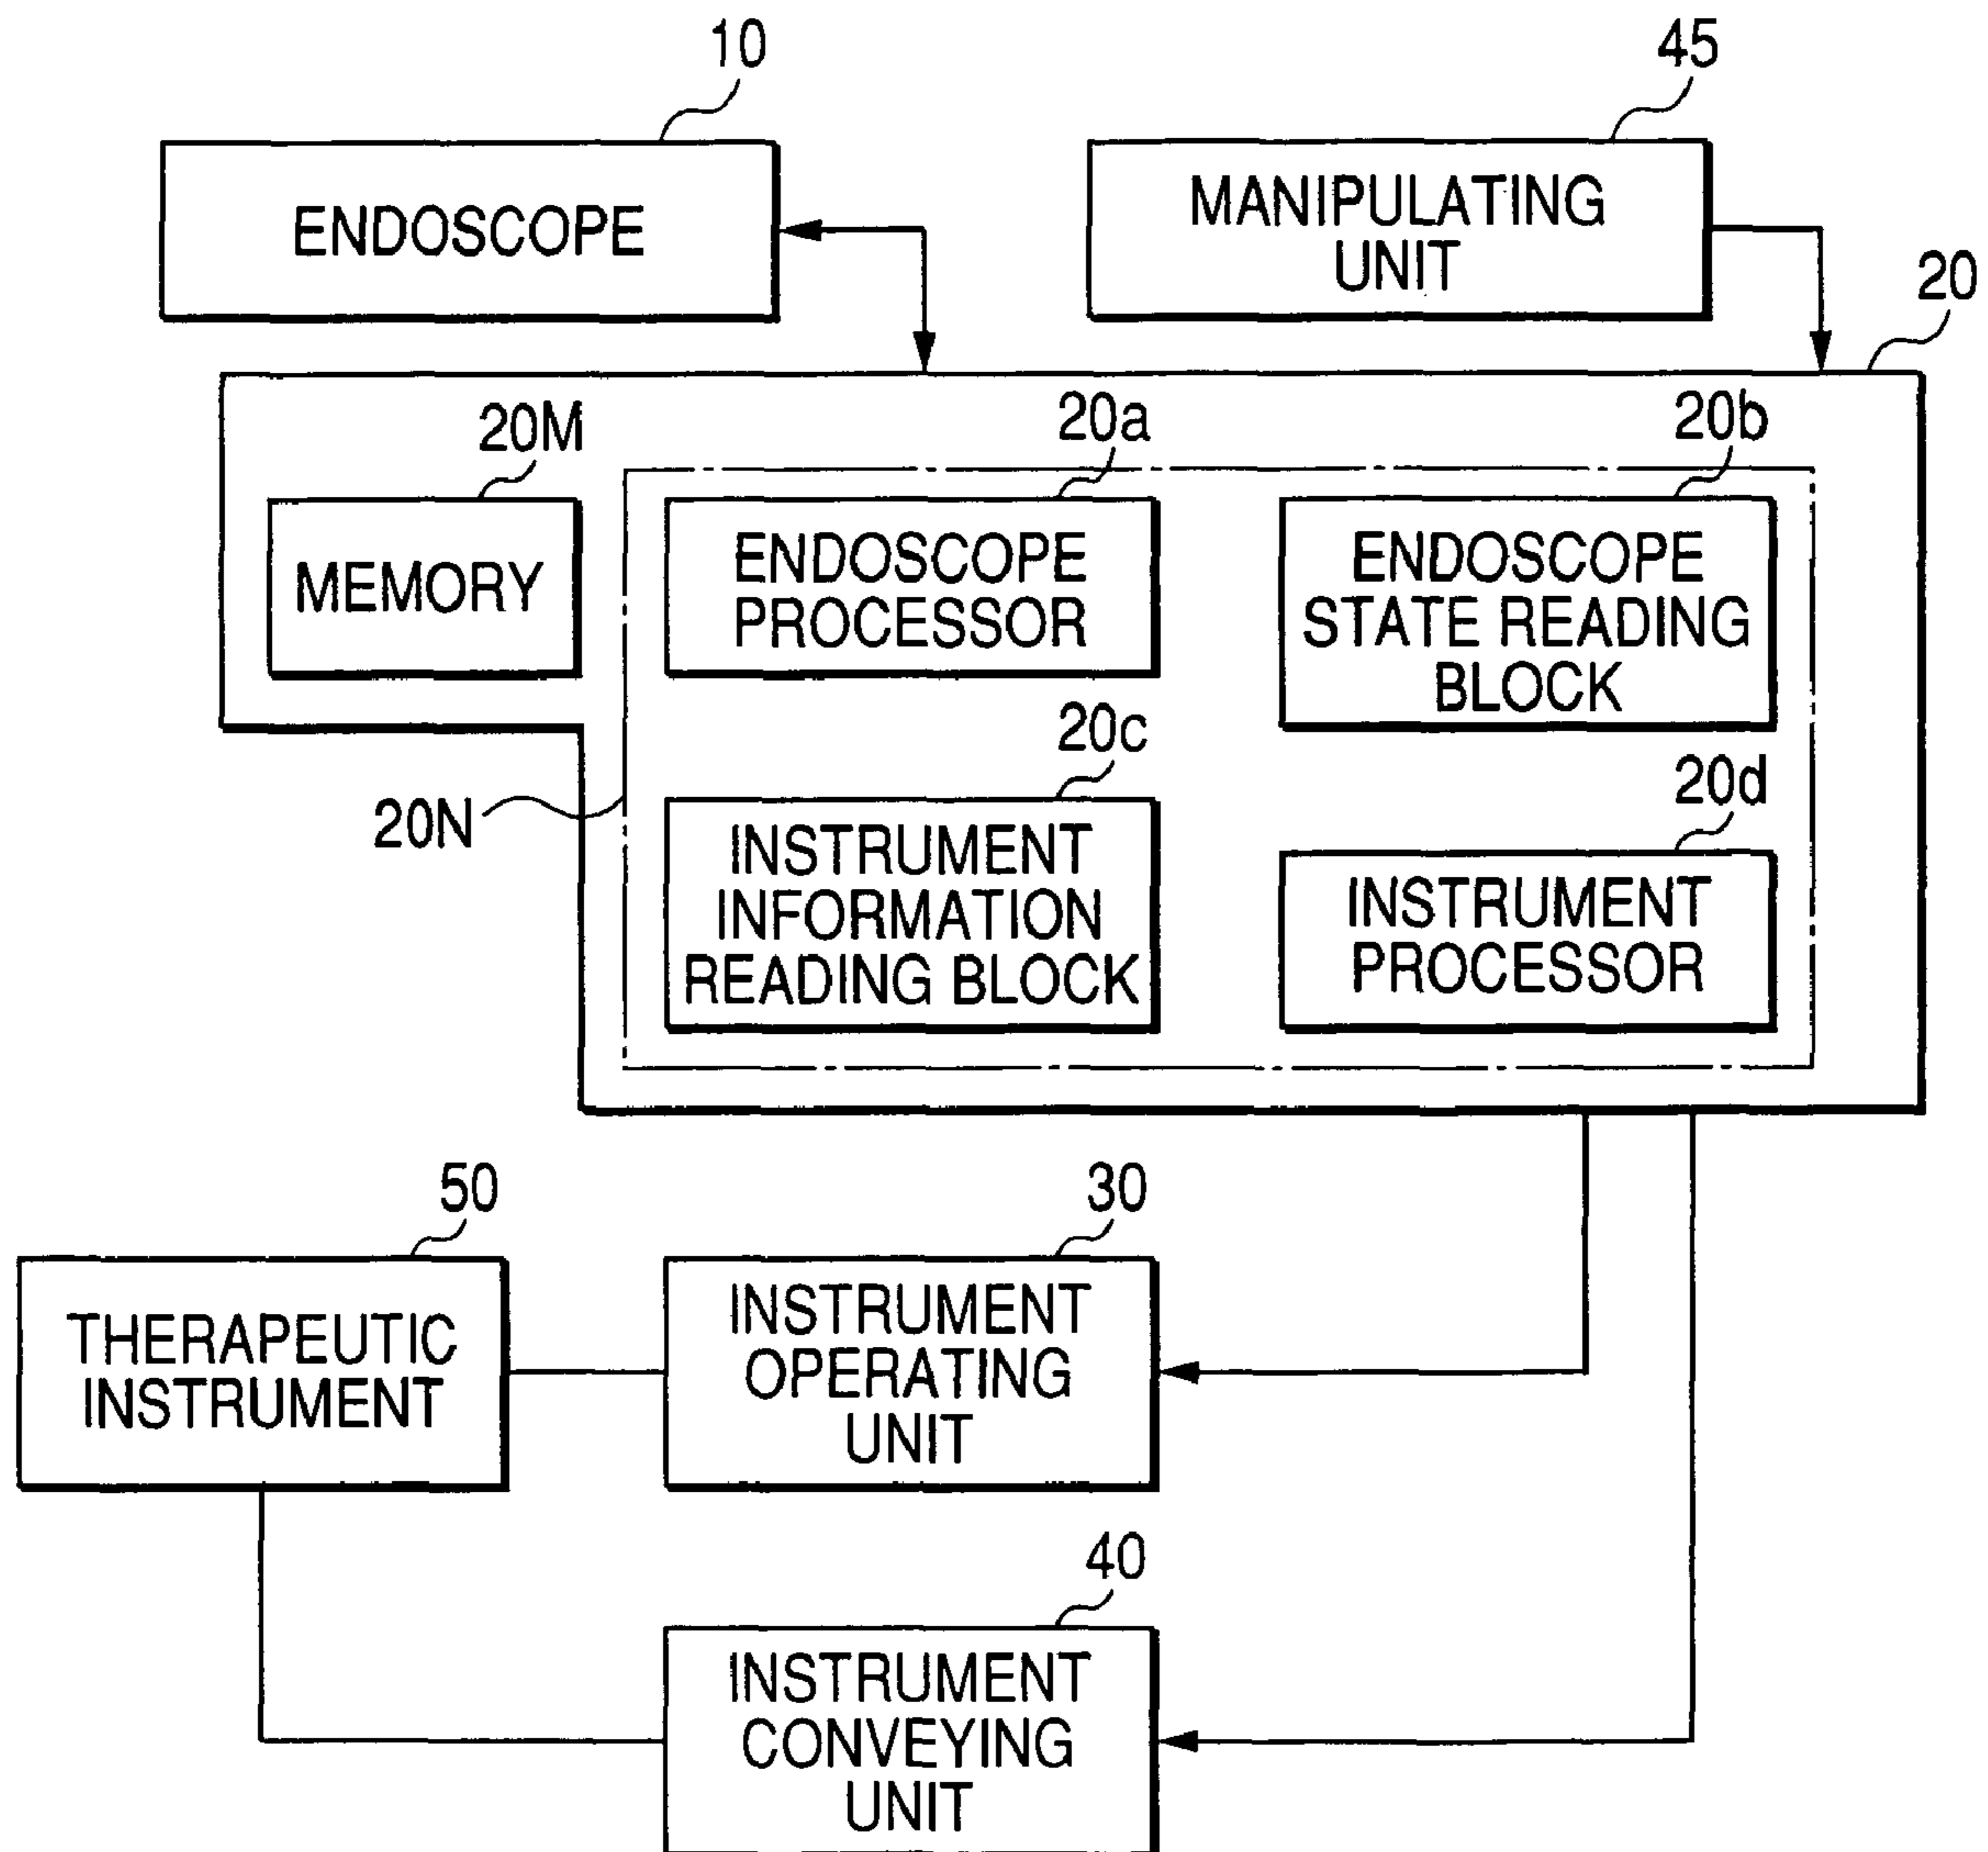 10
45
ENDOSCOPE
MANIPULATING
UNIT
20
20M
20a
20b
MEMORY
ENDOSCOPE
PROCESSOR
ENDOSCOPE
STATE READING
BLOCK
20N
20c
20d
INSTRUMENT
INFORMATION
READING BLOCK
INSTRUMENT
PROCESSOR
50
30
THERAPEUTIC
INSTRUMENT
INSTRUMENT
OPERATING
UNIT
40
INSTRUMENT
CONVEYING
UNIT